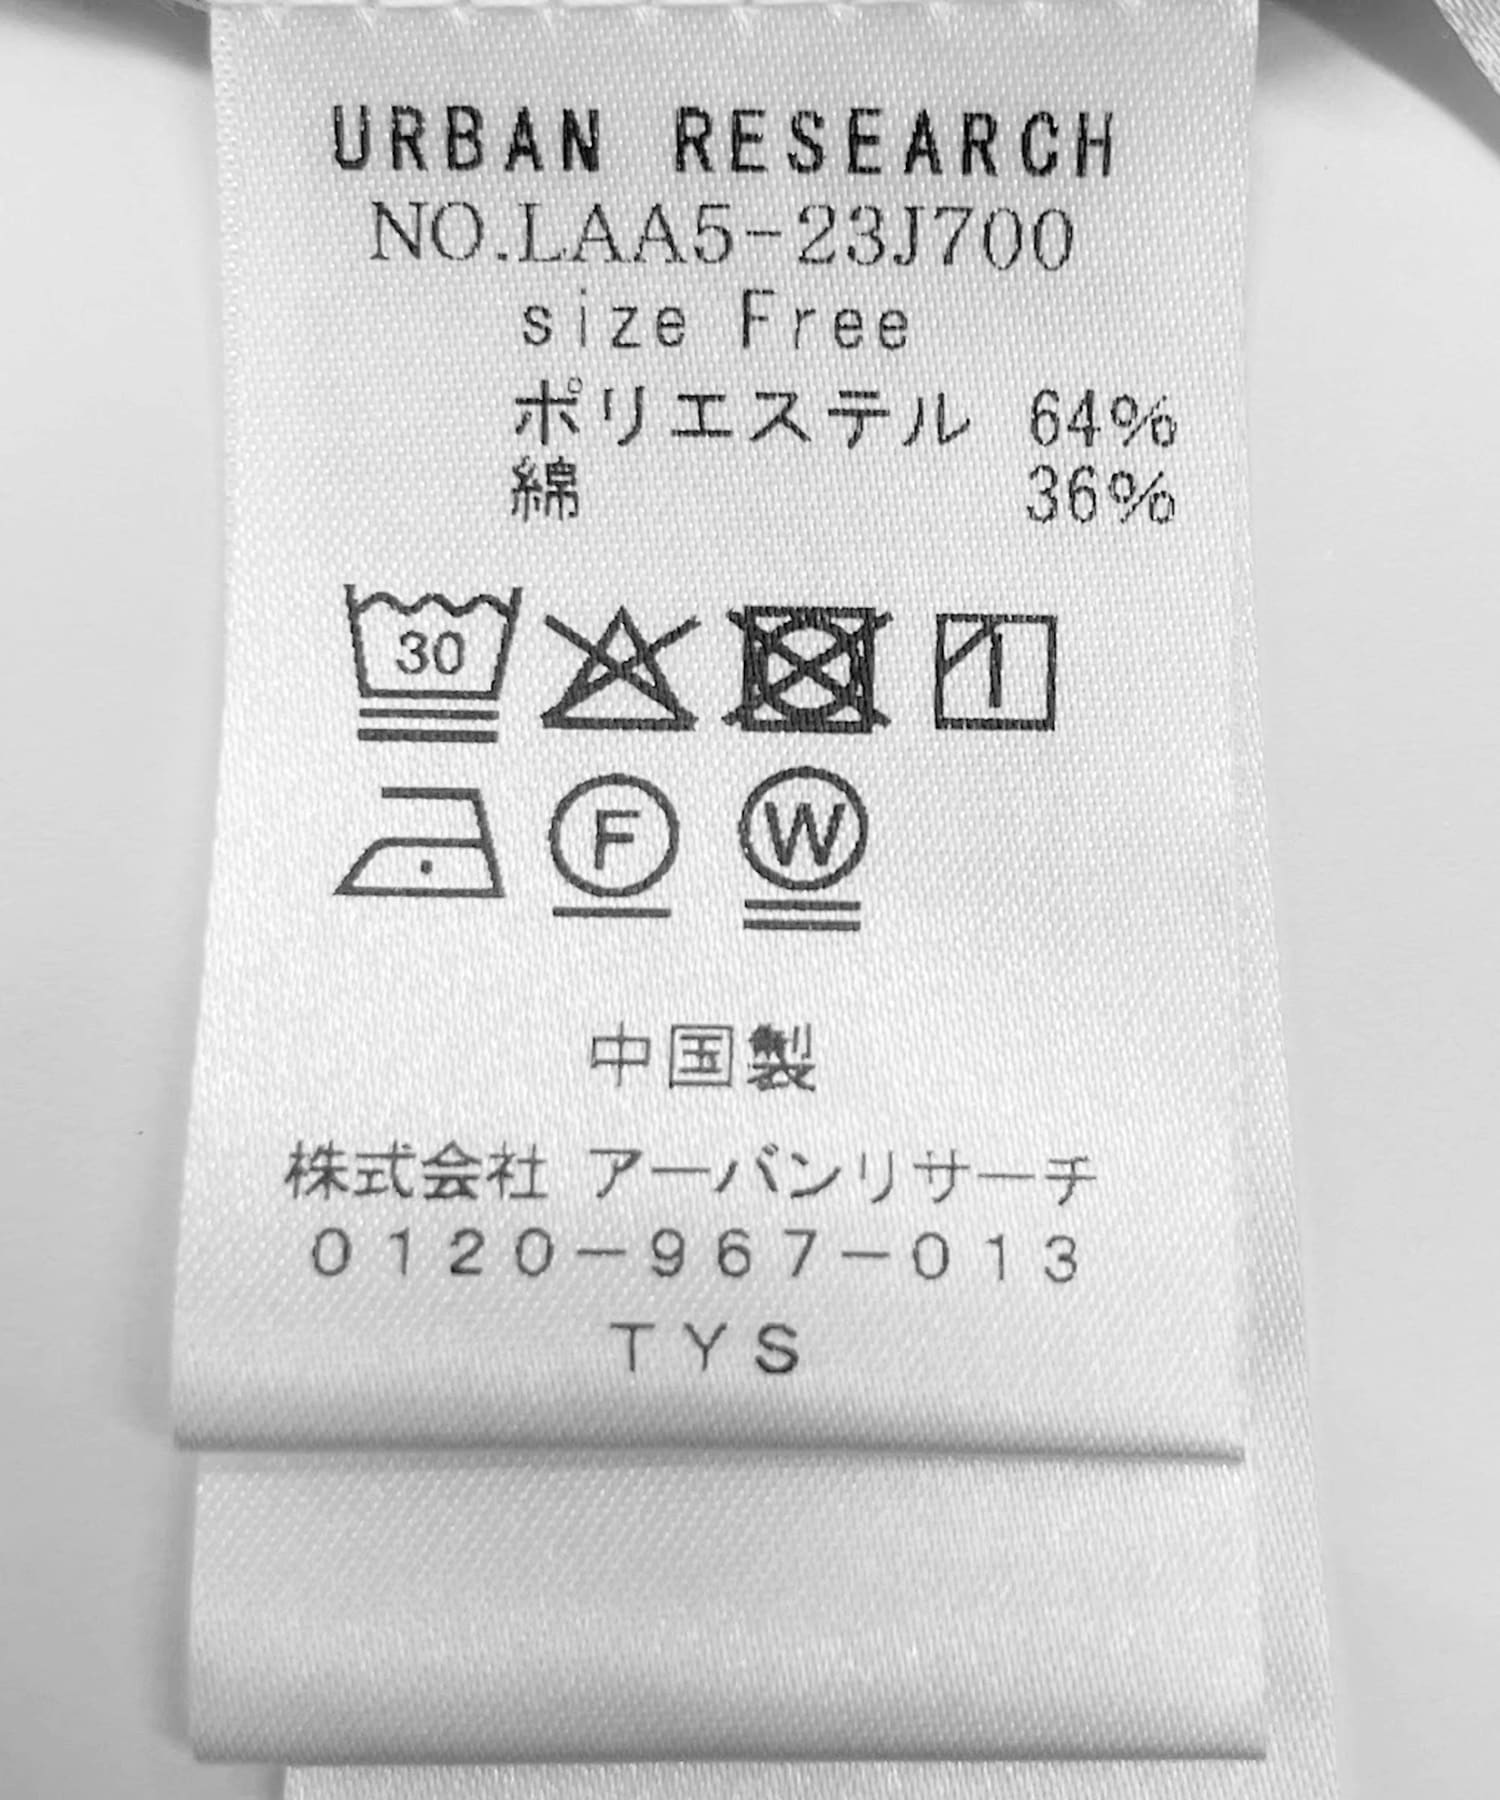 URBAN RESEARCH
NO.LAA5-23J700
size Free
ポリエステル 64%
綿 36%
30
F
W
中国製
株式会社 アーバンリサーチ
0120-967-013
TYS